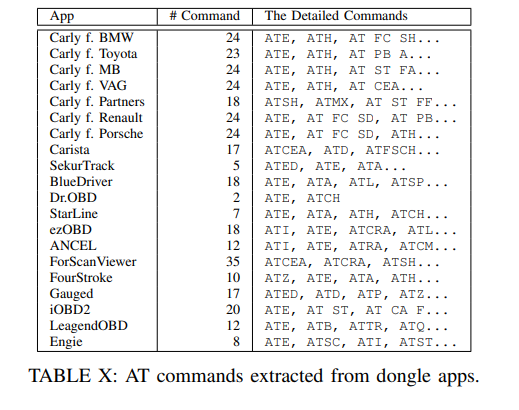 App # Command The Detailed Commands
Carly f. BMW 24 ATE, ATH, AT FC SH...
Carly f. Toyota 23 ATE, ATH, AT PB A...
Carly f. MB 24 ATE, ATH, AT ST FA...
Carly f. VAG 24 ATE, ATH, AT CEA...
Carly f. Partners 18 ATSH, ATMX, AT ST FF...
Carly f. Renault 24 ATE, AT FC SD, AT PB...
Carly f. Porsche 24 ATE, AT FC SD, ATH...
Carista 17 ATCEA, ATD, ATFSCH...
SekurTrack 5 ATED, ATE, ATA...
BlueDriver 18 ATE, ATA, ATL, ATSP...
Dr.OBD 2 ATE, ATCH
StarLine 7 ATE, ATA, ATH, ATCH...
ezOBD 18 ATI, ATE, ATCRA, ATL...
ANCEL 12 ATI, ATE, ATRA, ATCM...
ForScanViewer 35 ATCEA, ATCRA, ATSH...
FourStroke 10 ATZ, ATE, ATA, ATH...
Gauged 17 ATED, ATD, ATP, ATZ...
iOBD2 20 ATE, AT ST, AT CA F...
LeagendOBD 12 ATE, ATB, ATTR, ATQ...
Engie 8 ATE, ATSC, ATI, ATST...
TABLE X: AT commands extracted from dongle apps.